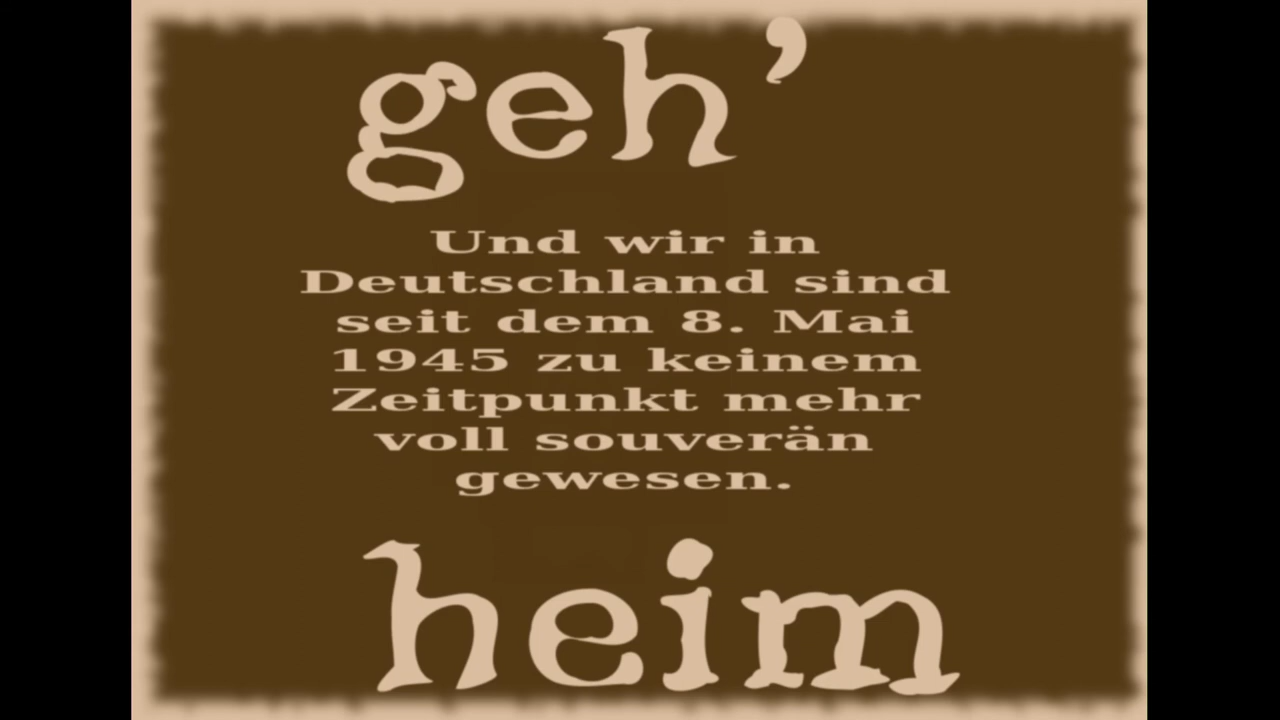 geh’
Und wir in
Deutschland sind
seit dem 8. Mai
1945 zu keinem
Zeitpunkt mehr
voll souverän
gewesen.
heim